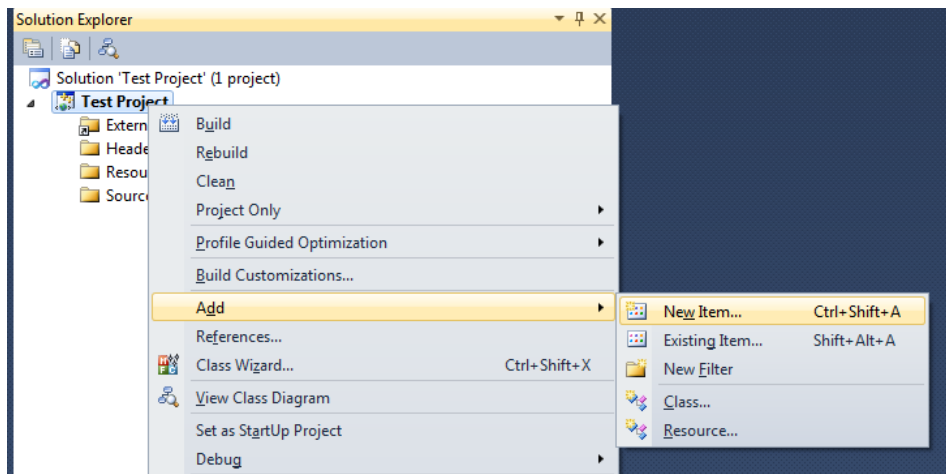 Solution Explorer
Solution 'Test Project' (1 project)
Test Project
Extern
Heade
Resou
Sourc
Build
Rebuild
Clean
Project Only
Profile Guided Optimization
Build Customizations...
Add
References...
Class Wizard... Ctrl+Shift+X
View Class Diagram
Set as StartUp Project
Debug
New Item... Ctrl+Shift+A
Existing Item... Shift+Alt+A
New Filter
Class...
Resource...